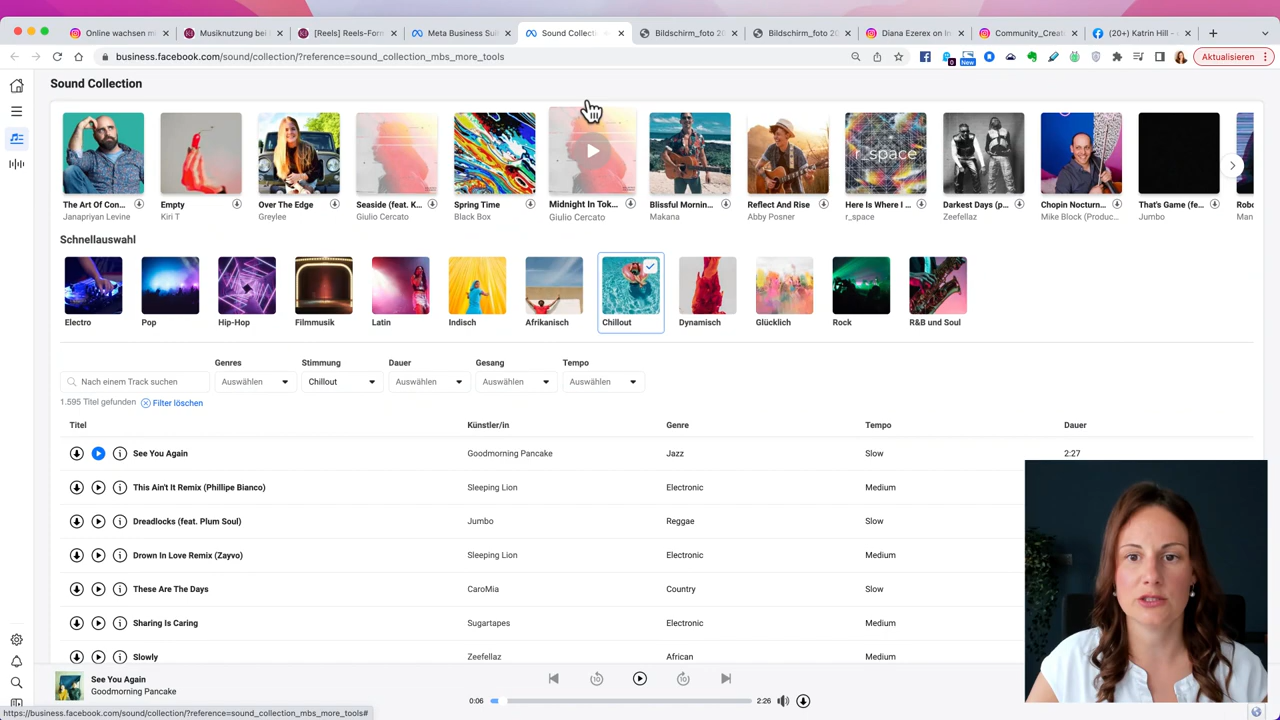 Online wachsen m
Musiknutzung bei
[Reels] Reels-For
Meta Business Sui
Sound Collection
Bildschirm_foto 20
Bildschirm_foto 20
Diana Ezerex on In
Community_Creat
(20+) Katrin Hill -
business.facebook.com/sound/collection/?reference=sound_collection_mbs_more_tools
New
Aktualisieren
Sound Collection
r_space
The Art Of Con...
Janapriyan Levine
Empty
Kiri T
Over The Edge
Greylee
Seaside (feat. K...
Giulio Cercato
Spring Time
Black Box
Midnight In Tok...
Giulio Cercato
Blissful Mornin...
Makana
Reflect And Rise
Abby Posner
Here Is Where I ...
r_space
Darkest Days (p...
Zeefellaz
Chopin Nocturn...
Mike Block (Produc...
That's Game (fe...
Jumbo
Robo
Man
Schnellauswahl
Electro
Pop
Hip-Hop
Filmmusik
Latin
Indisch
Afrikanisch
Chillout
Dynamisch
Glücklich
Rock
R&B und Soul
Genres
Stimmung
Dauer
Gesang
Tempo
Nach einem Track suchen
Auswählen
Chillout
Auswählen
Auswählen
Auswählen
1.595 Titel gefunden
Filter löschen
Titel Künstler/in Genre Tempo Dauer
See You Again Goodmorning Pancake Jazz Slow 2:27
This Ain't It Remix (Phillipe Bianco) Sleeping Lion Electronic Medium
Dreadlocks (feat. Plum Soul) Jumbo Reggae Slow
Drown In Love Remix (Zayvo) Sleeping Lion Electronic Medium
These Are The Days CaroMia Country Slow
Sharing Is Caring Sugartapes Electronic Medium
Slowly Zeefellaz African Medium
See You Again
Goodmorning Pancake
10
10
0:06
2:26
https://business.facebook.com/sound/collection/?reference=sound_collection_mbs_more_tools#